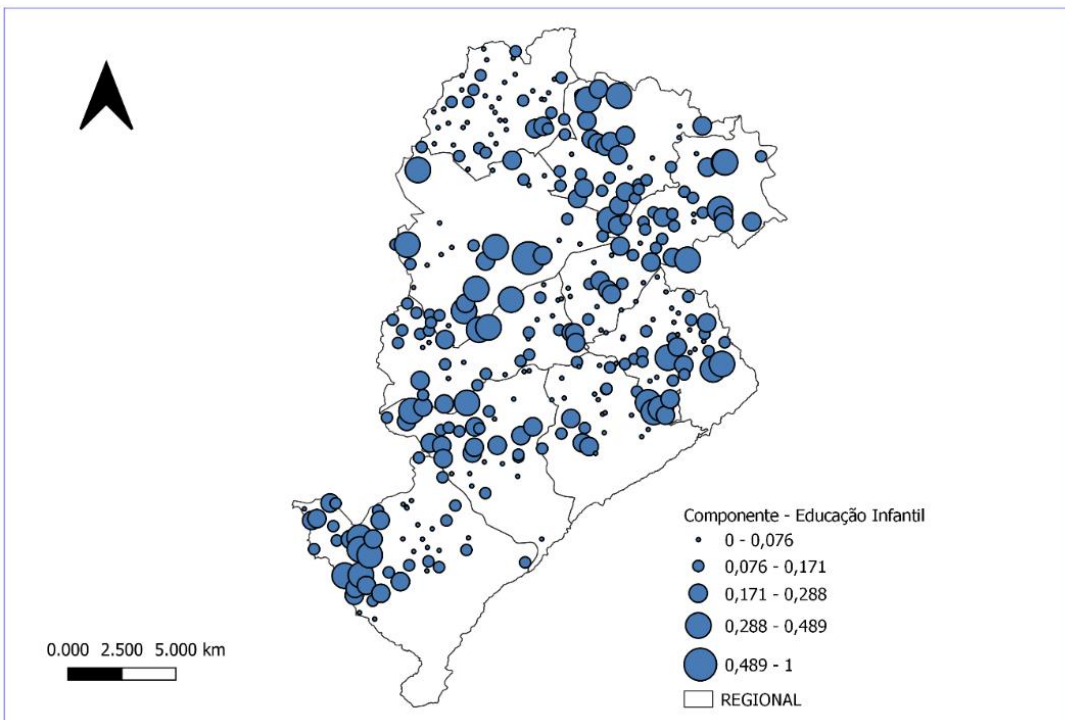 Componente - Educação Infantil
0 - 0,076
0,076 - 0,171
0,171 - 0,288
0,288 - 0,489
0,489 - 1
REGIONAL
0.000 2.500 5.000 km